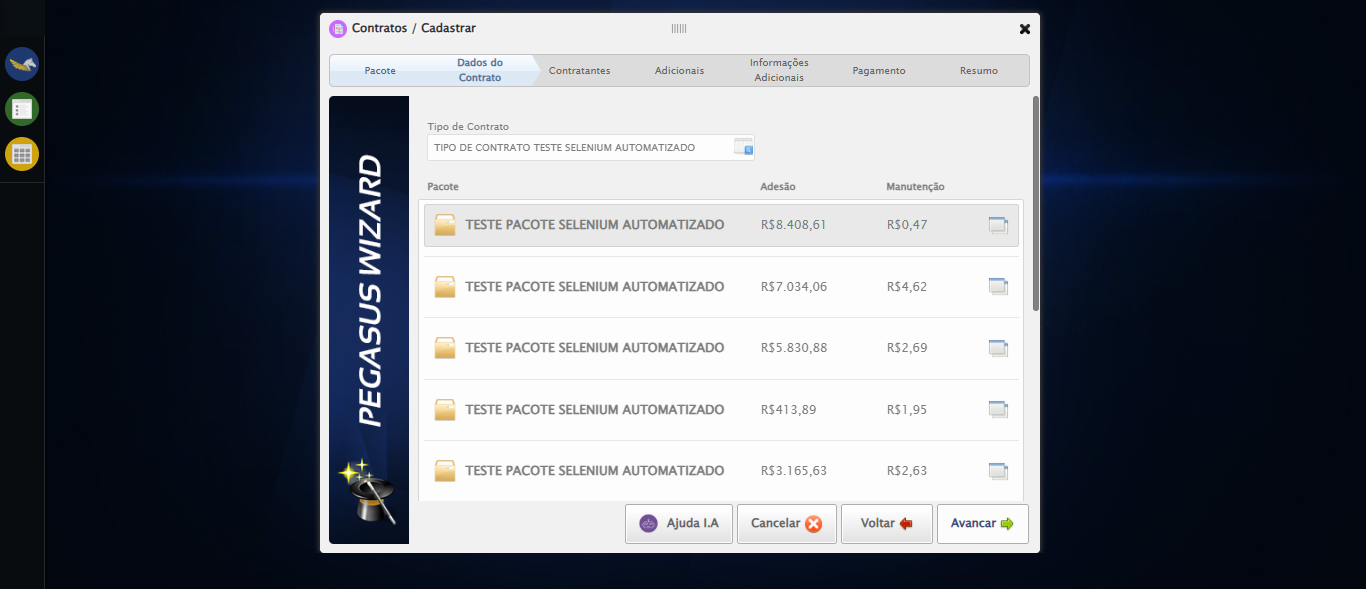 Contratos / Cadastrar
Pacote
Dados do
Contrato
Contratantes
Adicionais
Informações
Adicionais
Pagamento
Resumo
PEGASUS WIZARD
Tipo de Contrato
TIPO DE CONTRATO TESTE SELENIUM AUTOMATIZADO
Pacote Adesão Manutenção
TESTE PACOTE SELENIUM AUTOMATIZADO R$8.408,61 R$0,47
TESTE PACOTE SELENIUM AUTOMATIZADO R$7.034,06 R$4,62
TESTE PACOTE SELENIUM AUTOMATIZADO R$5.830,88 R$2,69
TESTE PACOTE SELENIUM AUTOMATIZADO R$413,89 R$1,95
TESTE PACOTE SELENIUM AUTOMATIZADO R$3.165,63 R$2,63
Ajuda I.A Cancelar Voltar Avancar